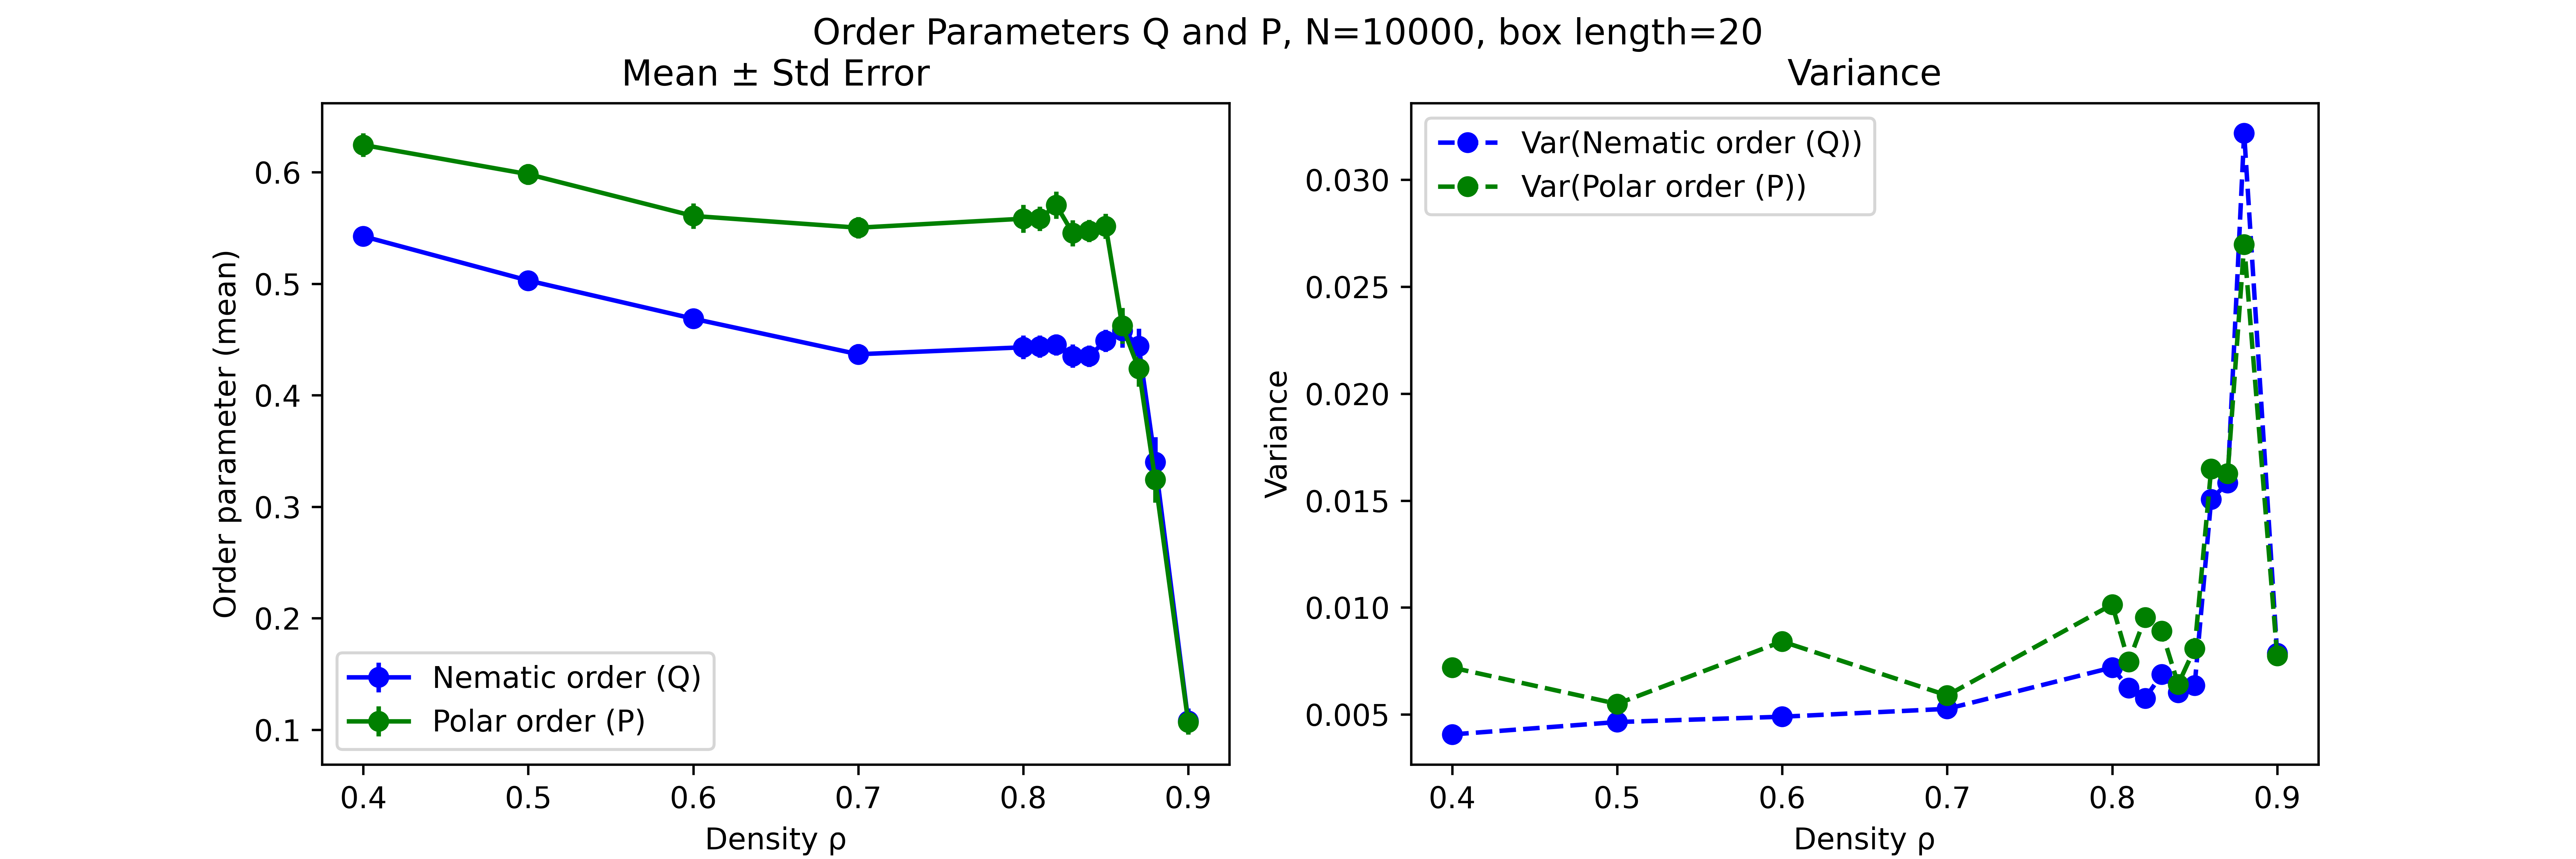 Order Parameters Q and P, N=10000, box length=20
Mean ± Std Error
Order parameter (mean)
0.6
0.5
0.4
0.3
0.2
0.1
Nematic order (Q)
Polar order (P)
0.4 0.5 0.6 0.7 0.8 0.9
Density ρ
Variance
Variance
0.030
0.025
0.020
0.015
0.010
0.005
Var(Nematic order (Q))
Var(Polar order (P))
0.4 0.5 0.6 0.7 0.8 0.9
Density ρ